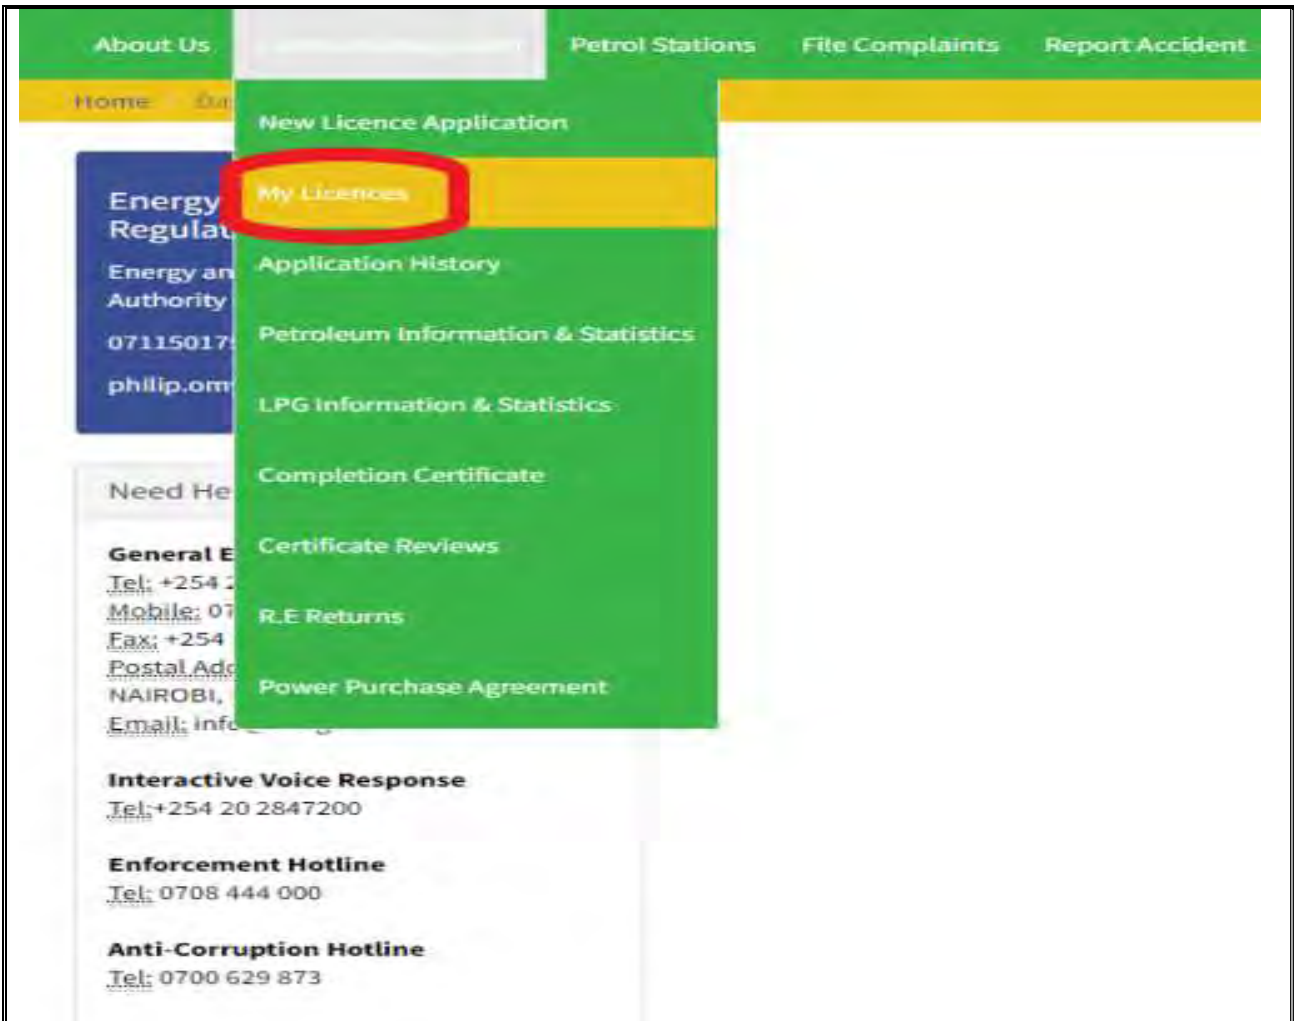 About Us
Petrol Stations
File Complaints
Report Accident
Home
New Licence Application
My Licences
Application History
Petroleum Information & Statistics
LPG Information & Statistics
Completion Certificate
Certificate Reviews
R.E Returns
Power Purchase Agreement
Energy
Regulat
Energy an
Authority
07115017
philip.om
Need He
General E
Tel: +254 2
Mobile: 07
Fax: +254
Postal Add
NAIROBI,
Email: info
Interactive Voice Response
Tel:+254 20 2847200
Enforcement Hotline
Tel: 0708 444 000
Anti-Corruption Hotline
Tel: 0700 629 873